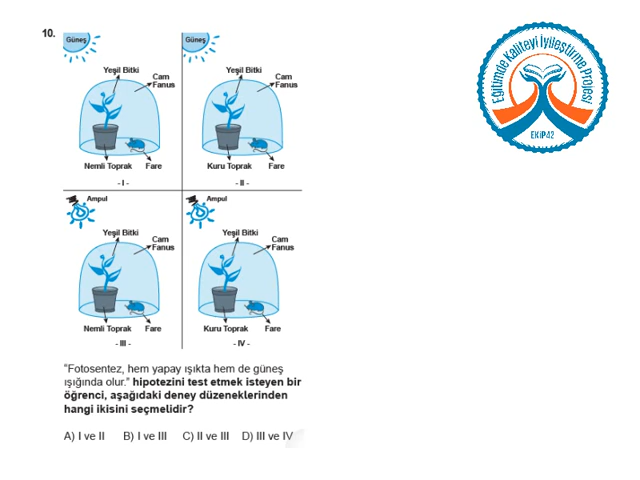 10.
Güneş
Yeşil Bitki
Cam
Fanus
Nemli Toprak Fare
- I -
Güneş
Yeşil Bitki
Cam
Fanus
Kuru Toprak Fare
- II -
Ampul
Yeşil Bitki
Cam
Fanus
Nemli Toprak Fare
- III -
Ampul
Yeşil Bitki
Cam
Fanus
Kuru Toprak Fare
- IV -
"Fotosentez, hem yapay ışıkta hem de güneş
ışığında olur." hipotezini test etmek isteyen bir
öğrenci, aşağıdaki deney düzeneklerinden
hangi ikisini seçmelidir?
A) I ve II B) I ve III C) II ve III D) III ve IV
Eğitimde Kaliteyi İyileştirme Projesi
EKİP42